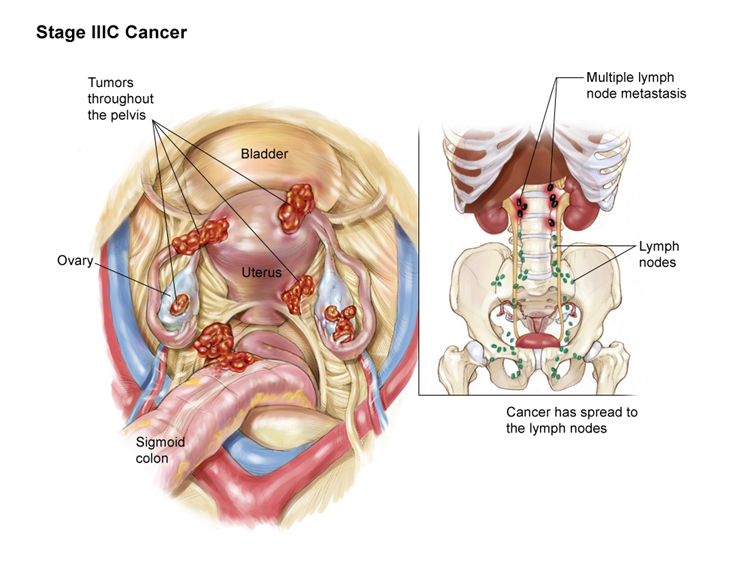 Stage IIIC Cancer
Tumors
throughout
the pelvis
Bladder
Ovary
Uterus
Sigmoid
colon
Multiple lymph
node metastasis
Lymph
nodes
Cancer has spread to
the lymph nodes